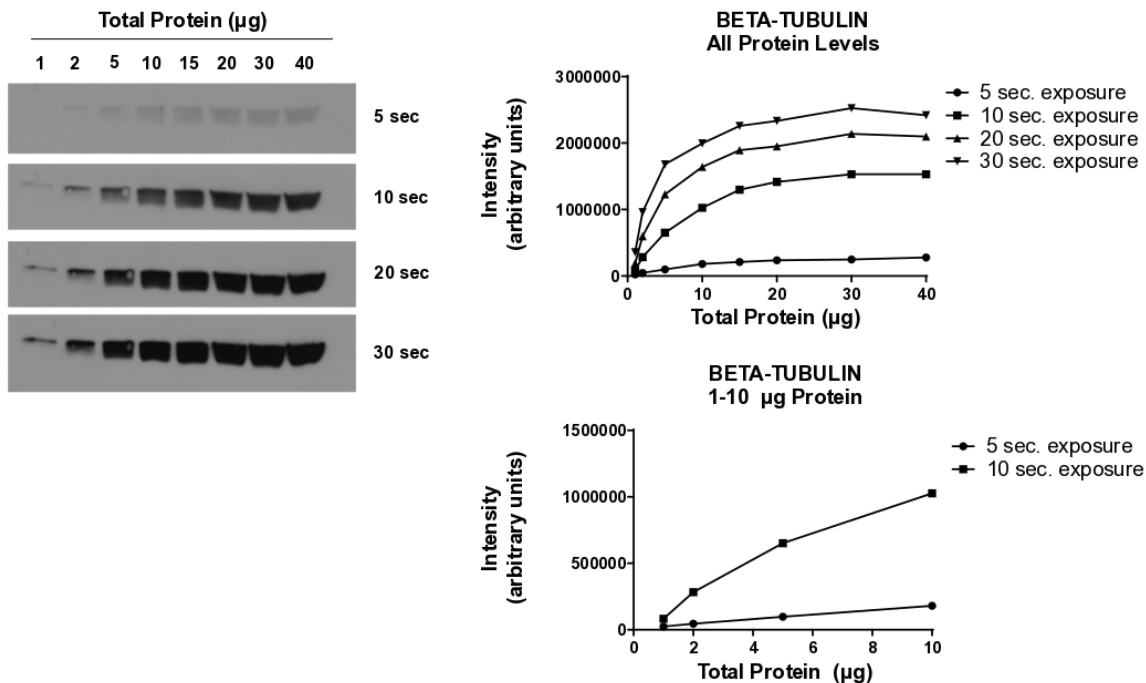 Total Protein (µg)
1 2 5 10 15 20 30 40
5 sec
10 sec
20 sec
30 sec
BETA-TUBULIN
All Protein Levels
3000000
2000000
1000000
0
0 10 20 30 40
Intensity
(arbitrary units)
Total Protein (µg)
5 sec. exposure
10 sec. exposure
20 sec. exposure
30 sec. exposure
BETA-TUBULIN
1-10 µg Protein
1500000
1000000
500000
0
0 2 4 6 8 10
Intensity
(arbitrary units)
Total Protein (µg)
5 sec. exposure
10 sec. exposure